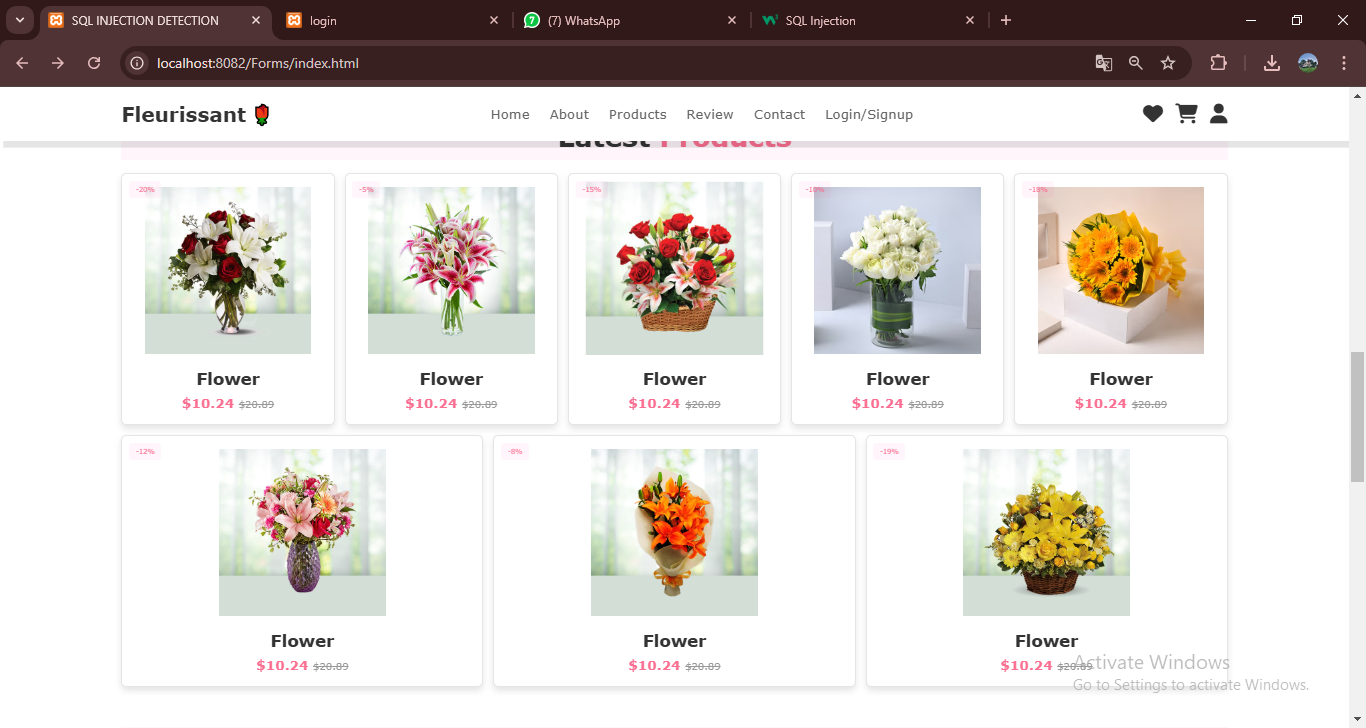 SQL INJECTION DETECTION
login
(7) WhatsApp
SQL Injection
localhost:8082/Forms/index.html
Fleurissant
Home About Products Review Contact Login/Signup
Latest Products
-20% -5% -15% -10% -18%
Flower Flower Flower Flower Flower
$10.24 $20.89 $10.24 $20.89 $10.24 $20.89 $10.24 $20.89 $10.24 $20.89
-12% -8% -19%
Flower Flower Flower
$10.24 $20.89 $10.24 $20.89 $10.24 $20.89
Activate Windows
Go to Settings to activate Windows.